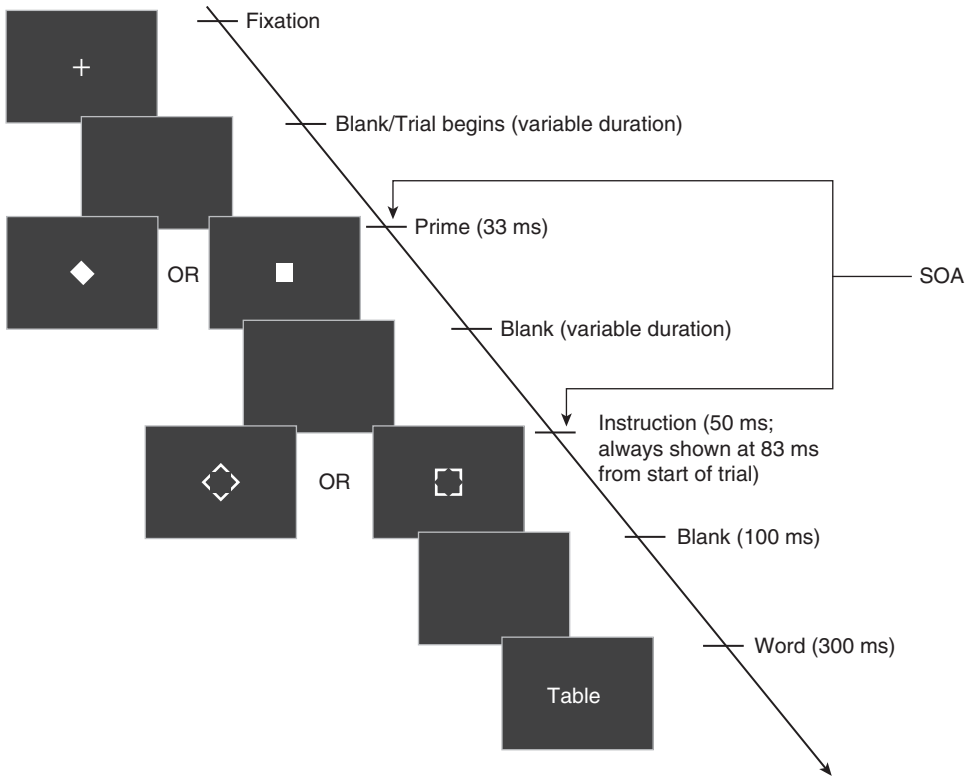 Fixation
Blank/Trial begins (variable duration)
Prime (33 ms)
OR
SOA
Blank (variable duration)
Instruction (50 ms;
always shown at 83 ms
from start of trial)
OR
Blank (100 ms)
Word (300 ms)
Table